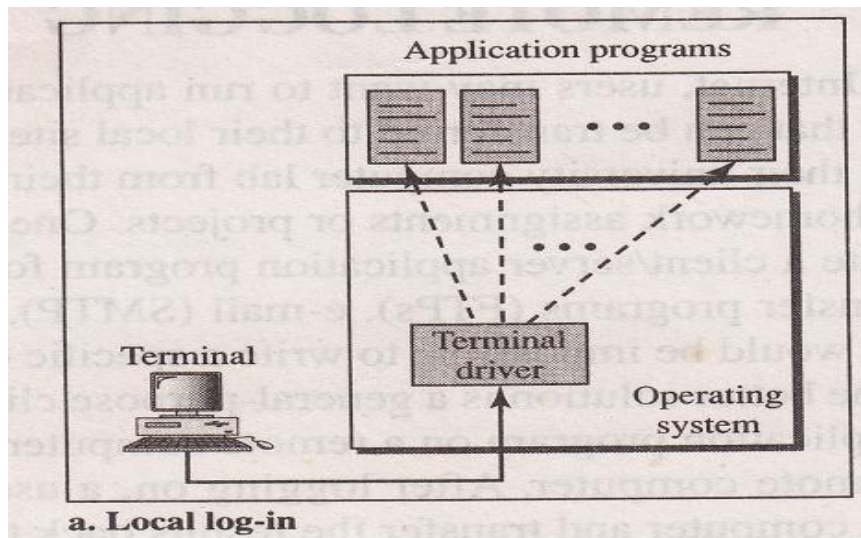 Application programs
Terminal
driver
Terminal
Operating
system
a. Local log-in